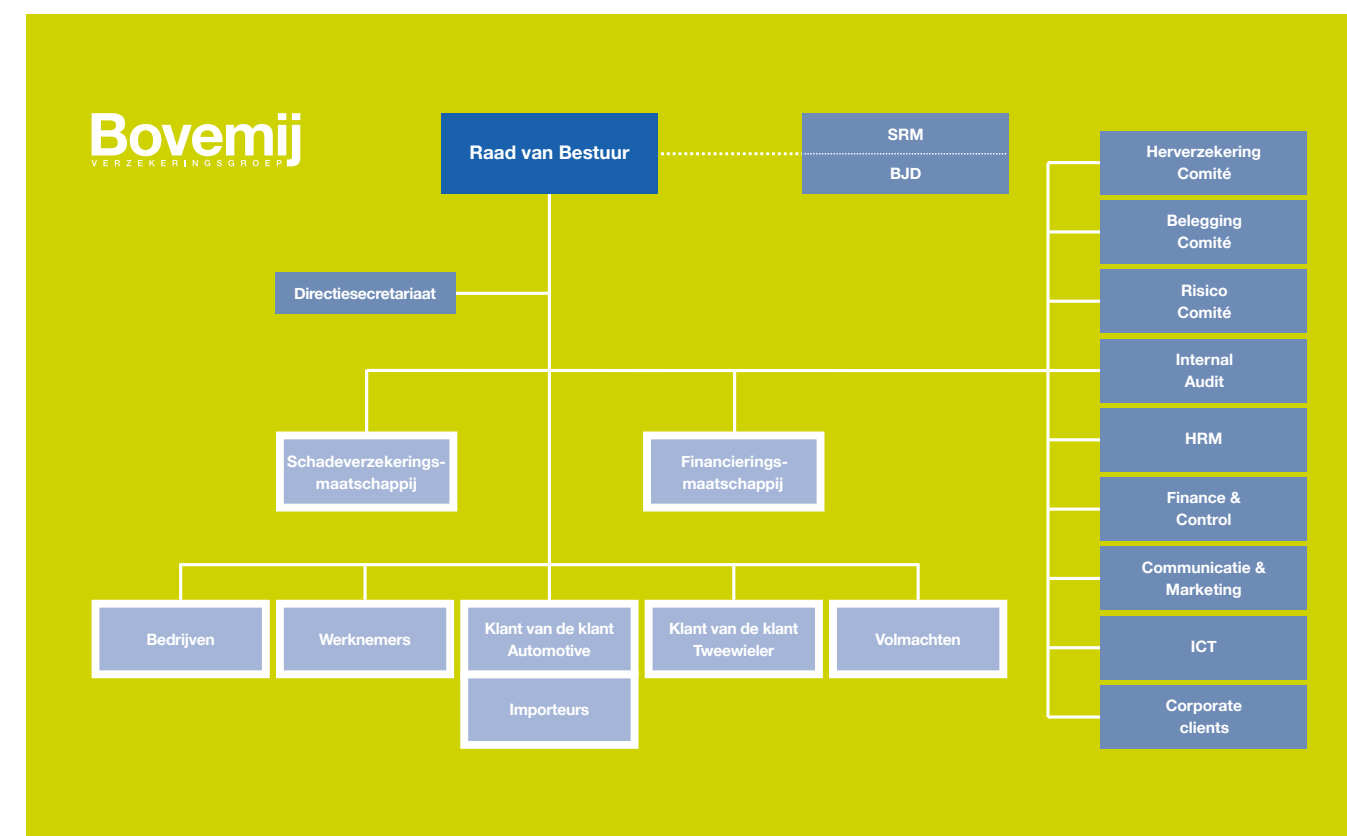 Bovemij
VERZEKERINGSGROEP
Raad van Bestuur
SRM
BJD
Directiesecretariaat
Schadeverzekerings-
maatschappij
Financierings-
maatschappij
Bedrijven
Werknemers
Klant van de klant
Automotive
Importeurs
Klant van de klant
Tweewieler
Volmachten
Herverzekering
Comité
Belegging
Comité
Risico
Comité
Internal
Audit
HRM
Finance &
Control
Communicatie &
Marketing
ICT
Corporate
clients